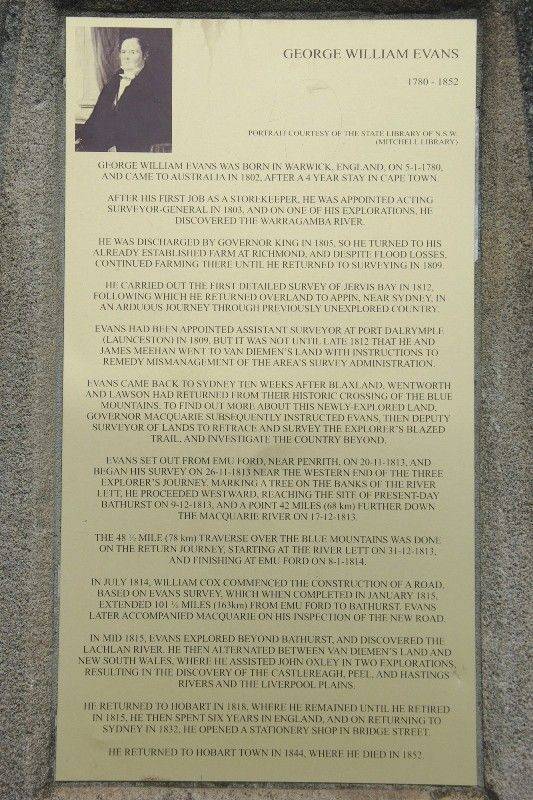 GEORGE WILLIAM EVANS
1780 - 1852
PORTRAIT COURTESY OF THE STATE LIBRARY OF N.S.W.
(MITCHELL LIBRARY)
GEORGE WILLIAM EVANS WAS BORN IN WARWICK, ENGLAND, ON 5-1-1780,
AND CAME TO AUSTRALIA IN 1802, AFTER A 4 YEAR STAY IN CAPE TOWN.
AFTER HIS FIRST JOB AS A STOREKEEPER, HE WAS APPOINTED ACTING
SURVEYOR-GENERAL IN 1803, AND ON ONE OF HIS EXPLORATIONS, HE
DISCOVERED THE WARRAGAMBA RIVER.
HE WAS DISCHARGED BY GOVERNOR KING IN 1805, SO HE TURNED TO HIS
ALREADY ESTABLISHED FARM AT RICHMOND, AND DESPITE FLOOD LOSSES,
CONTINUED FARMING THERE UNTIL HE RETURNED TO SURVEYING IN 1809.
HE CARRIED OUT THE FIRST DETAILED SURVEY OF JERVIS BAY IN 1812,
FOLLOWING WHICH HE RETURNED OVERLAND TO APPIN, NEAR SYDNEY, IN
AN ARDUOUS JOURNEY THROUGH PREVIOUSLY UNEXPLORED COUNTRY.
EVANS HAD BEEN APPOINTED ASSISTANT SURVEYOR AT PORT DALRYMPLE
(LAUNCESTON) IN 1809, BUT IT WAS NOT UNTIL LATE 1812 THAT HE AND
JAMES MEEHAN WENT TO VAN DIEMEN'S LAND WITH INSTRUCTIONS TO
REMEDY MISMANAGEMENT OF THE AREA'S SURVEY ADMINISTRATION.
EVANS CAME BACK TO SYDNEY TEN WEEKS AFTER BLAXLAND, WENTWORTH
AND LAWSON HAD RETURNED FROM THEIR HISTORIC CROSSING OF THE BLUE
MOUNTAINS. TO FIND OUT MORE ABOUT THIS NEWLY-EXPLORED LAND,
GOVERNOR MACQUARIE SUBSEQUENTLY INSTRUCTED EVANS, THEN DEPUTY
SURVEYOR OF LANDS TO RETRACE AND SURVEY THE EXPLORER'S BLAZED
TRAIL, AND INVESTIGATE THE COUNTRY BEYOND.
EVANS SET OUT FROM EMU FORD, NEAR PENRITH, ON 20-11-1813, AND
BEGAN HIS SURVEY ON 26-11-1813 NEAR THE WESTERN END OF THE THREE
EXPLORER'S JOURNEY. MARKING A TREE ON THE BANKS OF THE RIVER
LETT, HE PROCEEDED WESTWARD, REACHING THE SITE OF PRESENT-DAY
BATHURST ON 9-12-1813, AND A POINT 42 MILES (68 km) FURTHER DOWN
THE MACQUARIE RIVER ON 17-12-1813.
THE 48 ½ MILE (78 km) TRAVERSE OVER THE BLUE MOUNTAINS WAS DONE
ON THE RETURN JOURNEY, STARTING AT THE RIVER LETT ON 31-12-1813,
AND FINISHING AT EMU FORD ON 8-1-1814.
IN JULY 1814, WILLIAM COX COMMENCED THE CONSTRUCTION OF A ROAD,
BASED ON EVANS SURVEY, WHICH WHEN COMPLETED IN JANUARY 1815,
EXTENDED 101 ½ MILES (163km) FROM EMU FORD TO BATHURST. EVANS
LATER ACCOMPANIED MACQUARIE ON HIS INSPECTION OF THE NEW ROAD.
IN MID 1815, EVANS EXPLORED BEYOND BATHURST, AND DISCOVERED THE
LACHLAN RIVER. HE THEN ALTERNATED BETWEEN VAN DIEMEN'S LAND AND
NEW SOUTH WALES, WHERE HE ASSISTED JOHN OXLEY IN TWO EXPLORATIONS,
RESULTING IN THE DISCOVERY OF THE CASTLEREAGH, PEEL, AND HASTINGS
RIVERS AND THE LIVERPOOL PLAINS.
HE RETURNED TO HOBART IN 1818, WHERE HE REMAINED UNTIL HE RETIRED
IN 1815, HE THEN SPENT SIX YEARS IN ENGLAND, AND ON RETURNING TO
SYDNEY IN 1832, HE OPENED A STATIONERY SHOP IN BRIDGE STREET.
HE RETURNED TO HOBART TOWN IN 1844, WHERE HE DIED IN 1852.